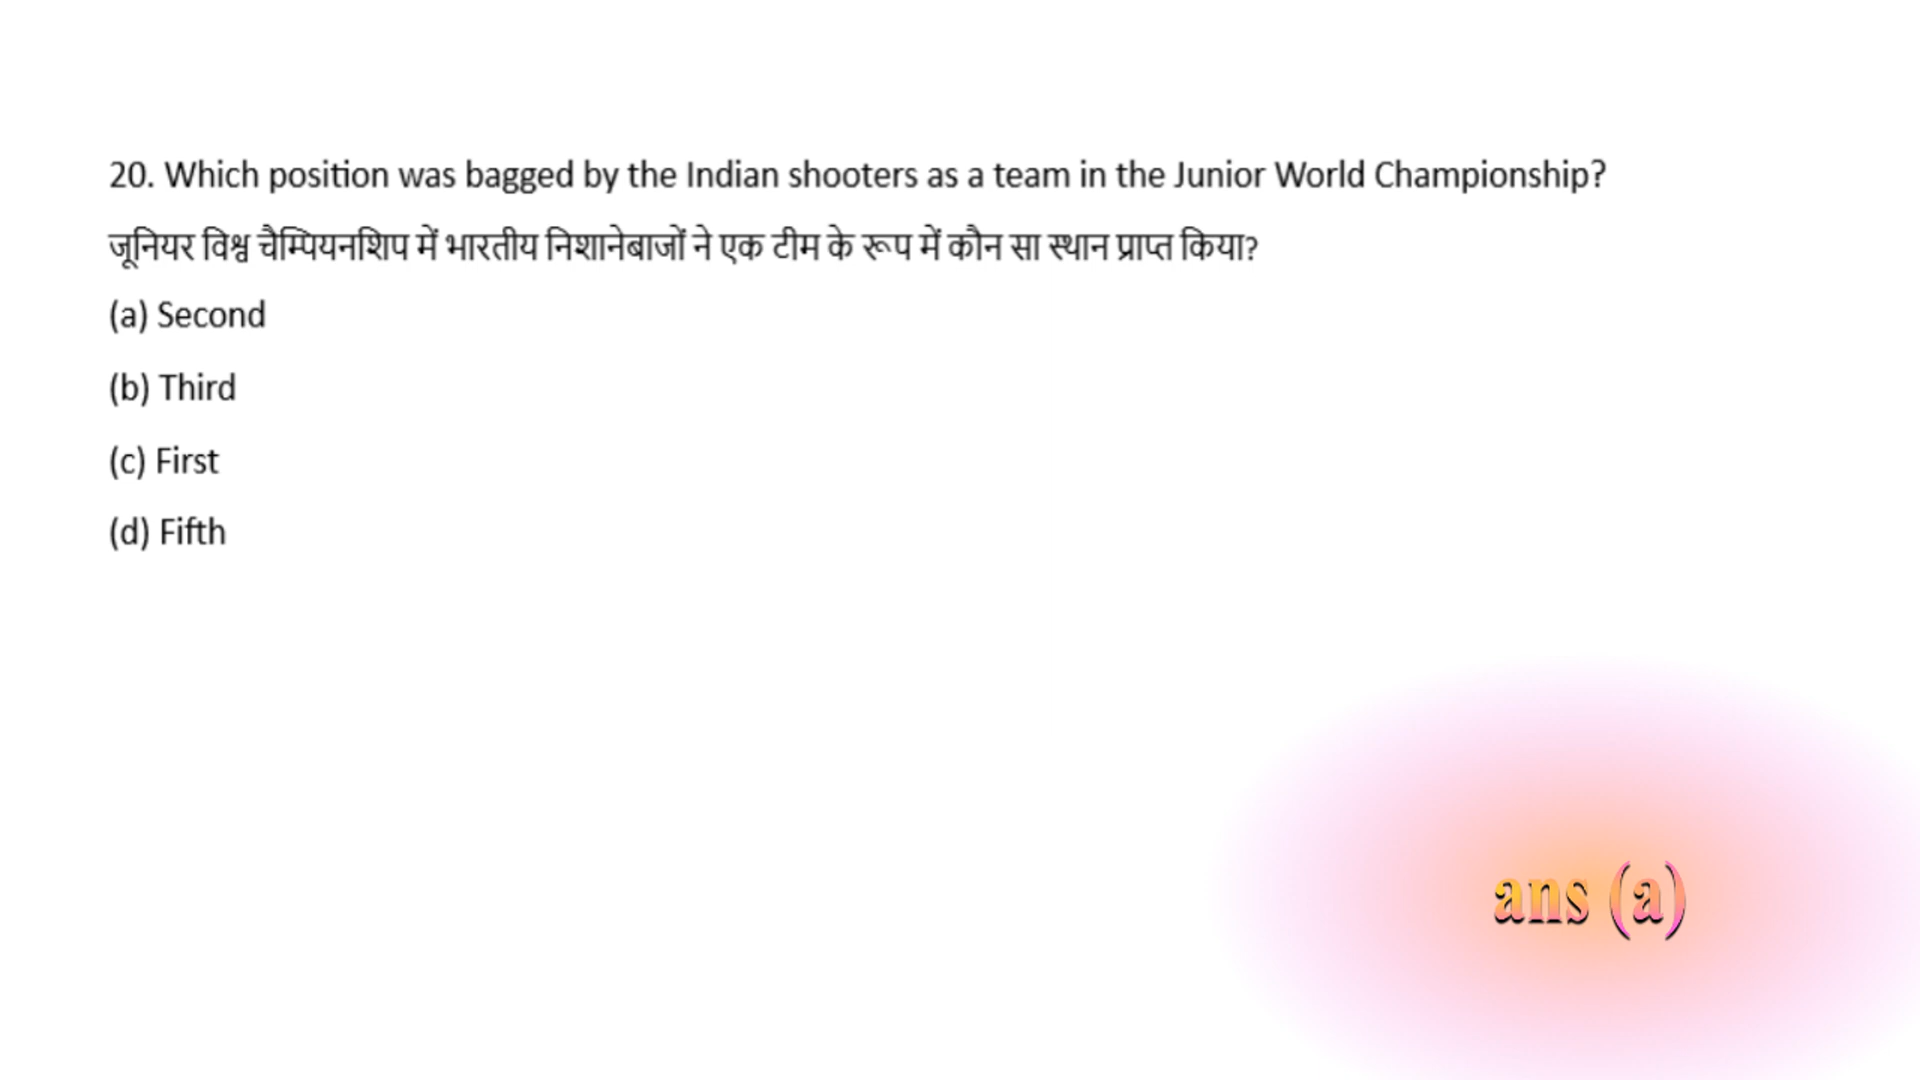 20. Which position was bagged by the Indian shooters as a team in the Junior World Championship?
जूनियर विश्व चैम्पियनशिप में भारतीय निशानेबाजों ने एक टीम के रूप में कौन सा स्थान प्राप्त किया?
(a) Second
(b) Third
(c) First
(d) Fifth
ans (a)